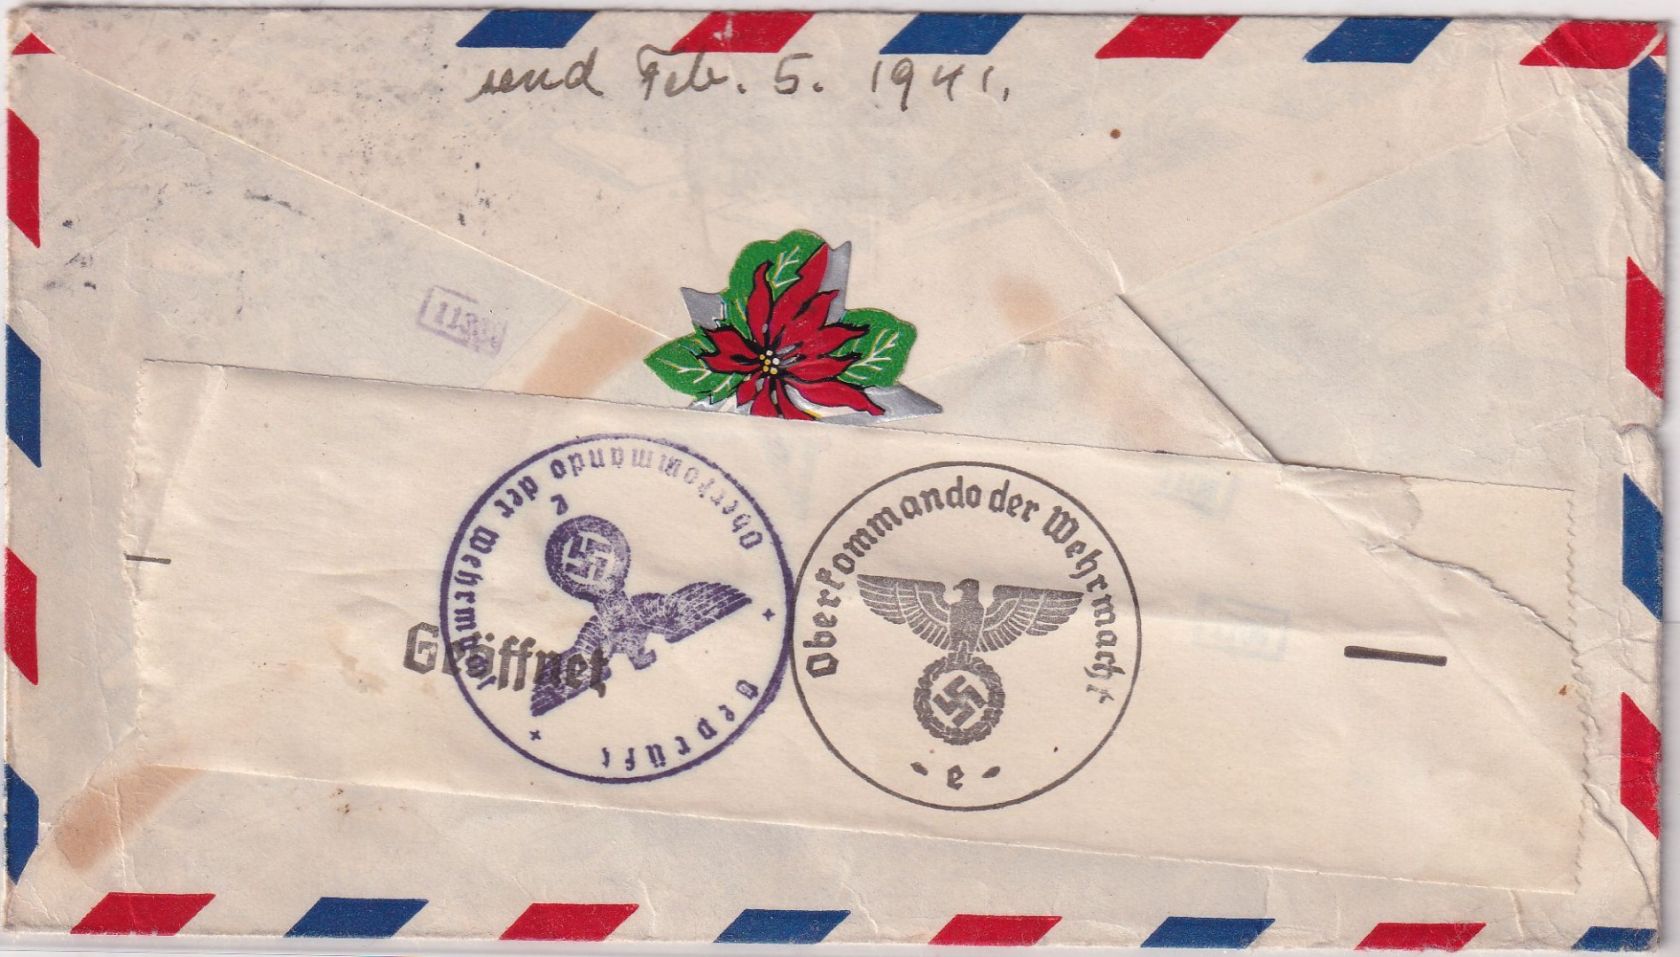 send Feb. 5. 1941.
Oberkommando der Wehrmacht
e
Geprüft
Geöffnet
Oberkommando der Wehrmacht
- e -